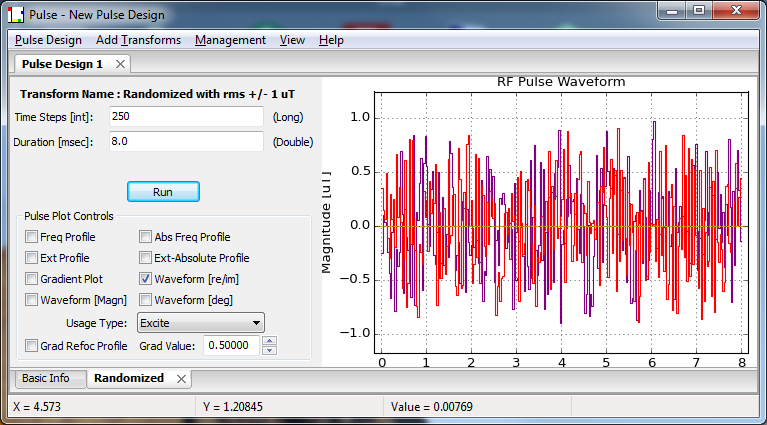 Pulse - New Pulse Design
Pulse Design Add Transforms Management View Help
Pulse Design 1
Transform Name : Randomized with rms +/- 1 uT
Time Steps [int]: 250 (Long)
Duration [msec]: 8.0 (Double)
Run
Pulse Plot Controls
Freq Profile Abs Freq Profile
Ext Profile Ext-Absolute Profile
Gradient Plot Waveform [re/im]
Waveform [Magn] Waveform [deg]
Usage Type: Excite
Grad Refoc Profile Grad Value: 0.50000
RF Pulse Waveform
Magnitude [uT]
1.0
0.5
0.0
−0.5
−1.0
0 1 2 3 4 5 6 7 8
Basic Info Randomized
X = 4.573 Y = 1.20845 Value = 0.00769